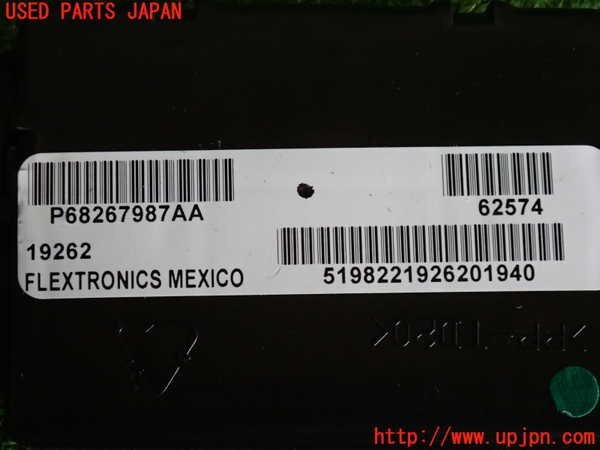 USED PARTS JAPAN
P68267987AA
62574
19262
FLEXTRONICS MEXICO
5198221926201940
http://www.upjpn.com/